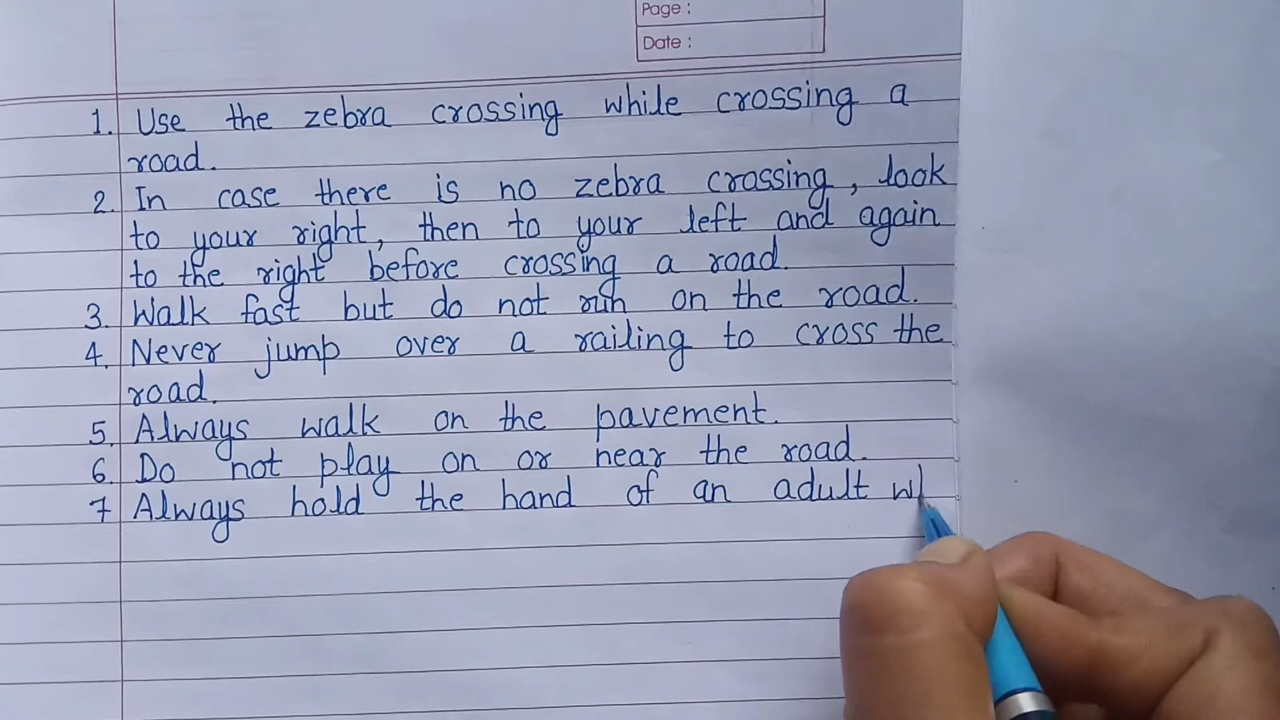 Page :
Date :
1. Use the zebra crossing while crossing a
road.
2. In case there is no zebra crossing, look
to your right, then to your left and again
to the right before crossing a road.
3. Walk fast but do not run on the road.
4. Never jump over a railing to cross the
road.
5. Always walk on the pavement.
6. Do not play on or near the road.
7 Always hold the hand of an adult